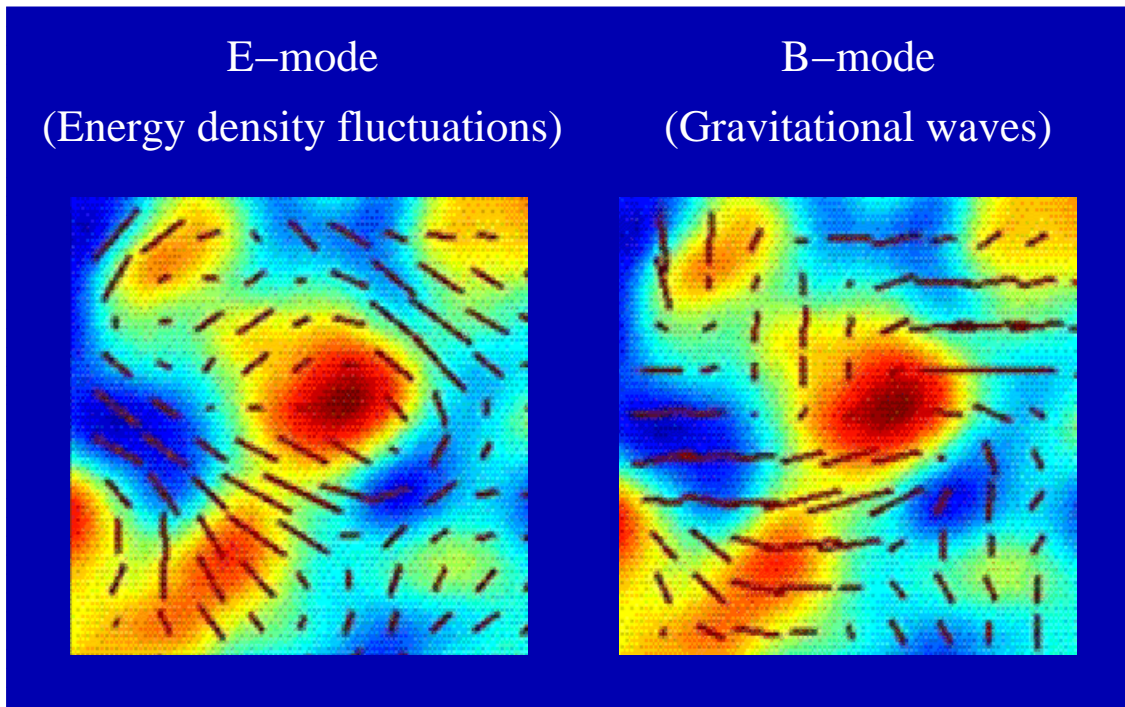 E−mode
(Energy density fluctuations)
B−mode
(Gravitational waves)